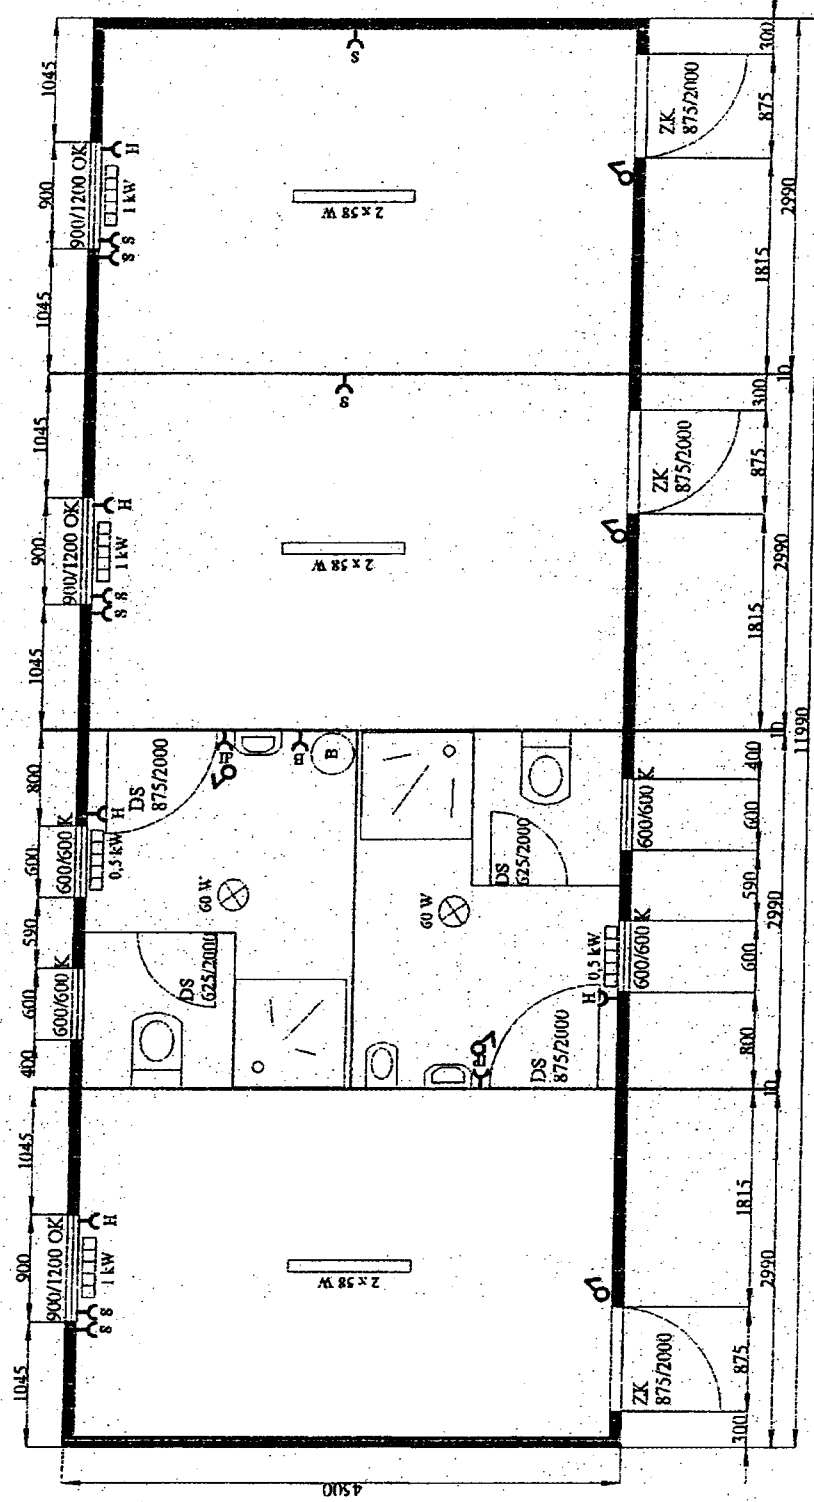 1045
900
1045
1045
900
1045
800
600
590
600
400
1045
900
1045
900/1200 OK
H
1 kW
S
S
S
2 x 58 W
ZK
875/2000
300
875
1815
2990
10
900/1200 OK
H
1 kW
S
S
S
2 x 58 W
ZK
875/2000
300
875
1815
2990
10
11990
600/600 K
H
0,5 kW
DS
875/2000
H
H
B
60 W
600/600 K
DS
625/2000
DS
625/2000
60 W
600/600 K
600/600 K
0,5 kW
H
DS
875/2000
H
400
600
590
600
800
2990
10
900/1200 OK
H
1 kW
S
S
2 x 58 W
ZK
875/2000
1815
875
300
2990
4500